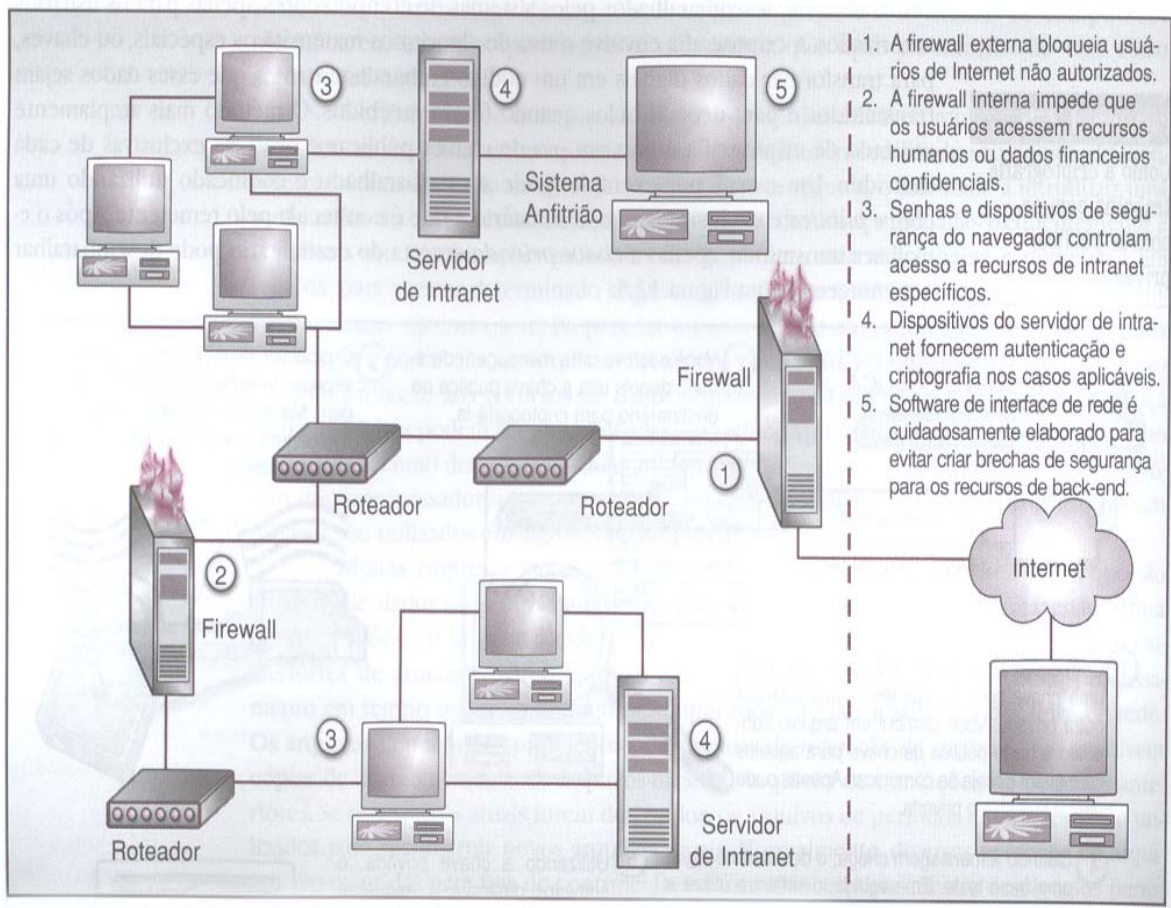 1. A firewall externa bloqueia usuá-
rios de Internet não autorizados.
2. A firewall interna impede que
os usuários acessem recursos
humanos ou dados financeiros
confidenciais.
3. Senhas e dispositivos de segu-
rança do navegador controlam
acesso a recursos de intranet
específicos.
4. Dispositivos do servidor de intra-
net fornecem autenticação e
criptografia nos casos aplicáveis.
5. Software de interface de rede é
cuidadosamente elaborado para
evitar criar brechas de segurança
para os recursos de back-end.
3
4
5
Sistema
Anfitrião
Servidor
de Intranet
Firewall
1
Roteador
Roteador
Internet
2
Firewall
3
4
Roteador
Servidor
de Intranet